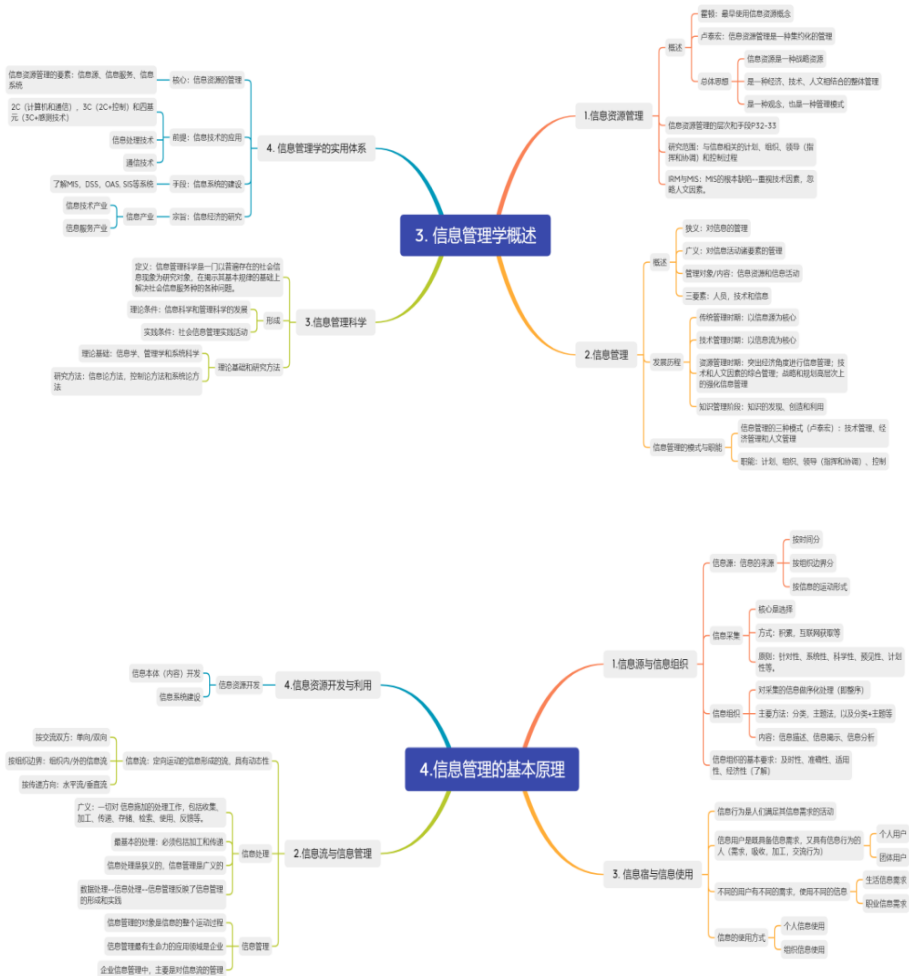 3. 信息管理学概述
1.信息资源管理
概述
霍顿：最早使用信息资源概念
卢泰宏：信息资源管理是一种集约化的管理
总体思想
信息资源是一种战略资源
是一种经济、技术、人文相结合的整体管理
是一种观念，也是一种管理模式
信息资源管理的层次和手段P32-33
研究范围：与信息相关的计划、组织、领导（指
挥和协调）和控制过程
IRM与MIS：MIS的根本缺陷--重视技术因素，忽
略人文因素。
2.信息管理
概述
狭义：对信息的管理
广义：对信息活动诸要素的管理
管理对象/内容：信息资源和信息活动
三要素：人员，技术和信息
发展历程
传统管理时期：以信息源为核心
技术管理时期：以信息流为核心
资源管理时期：突出经济角度进行信息管理；技
术和人文因素的综合管理；战略和规划高层次上
的强化信息管理
知识管理阶段：知识的发现、创造和利用
信息管理的模式与职能
信息管理的三种模式（卢泰宏）：技术管理、经
济管理和人文管理
职能：计划、组织、领导（指挥和协调）、控制
3.信息管理科学
定义：信息管理科学是一门以普遍存在的社会信
息现象为研究对象，在揭示其基本规律的基础上
解决社会信息服务种的各种问题。
形成
理论条件：信息科学和管理科学的发展
实践条件：社会信息管理实践活动
理论基础和研究方法
理论基础：信息学、管理学和系统科学
研究方法：信息论方法、控制论方法和系统论方
法
4. 信息管理学的实用体系
核心：信息资源的管理
信息资源管理的要素：信息源、信息服务、信息
系统
前提：信息技术的应用
2C（计算机和通信）、3C（2C+控制）和四基
元（3C+感测技术）
信息处理技术
通信技术
手段：信息系统的建设
了解MIS、DSS、OAS、SIS等系统
宗旨：信息经济的研究
信息产业
信息技术产业
信息服务产业
4.信息管理的基本原理
1.信息源与信息组织
信息源：信息的来源
按时间分
按组织边界分
按信息的运动形式
信息采集
核心是选择
方式：积累、互联网获取等
原则：针对性、系统性、科学性、预见性、计划
性等。
信息组织
对采集的信息做序化处理（即整序）
主要方法：分类、主题法、以及分类+主题等
内容：信息描述、信息揭示、信息分析
信息组织的基本要求：及时性、准确性、适用
性、经济性（了解）
3. 信息宿与信息使用
信息行为是人们满足其信息需求的活动
信息用户是既具备信息需求，又具有信息行为的
人（需求，吸收，加工，交流行为）
个人用户
团体用户
不同的用户有不同的需求，使用不同的信息
生活信息需求
职业信息需求
信息的使用方式
个人信息使用
组织信息使用
4.信息资源开发与利用
信息资源开发
信息本体（内容）开发
信息系统建设
2.信息流与信息管理
信息流：定向运动的信息形成的流，具有动态性
按交流双方：单向/双向
按组织边界：组织内/外的信息流
按传递方向：水平流/垂直流
信息处理
广义：一切对 信息施加的处理工作，包括收集、
加工、传递、存储、检索、使用、反馈等。
最基本的处理：必须包括加工和传递
信息处理是狭义的，信息管理是广义的
数据处理--信息处理--信息管理反映了信息管理
的形成和实践
信息管理
信息管理的对象是信息的整个运动过程
信息管理最有生命力的应用领域是企业
企业信息管理中，主要是对信息流的管理